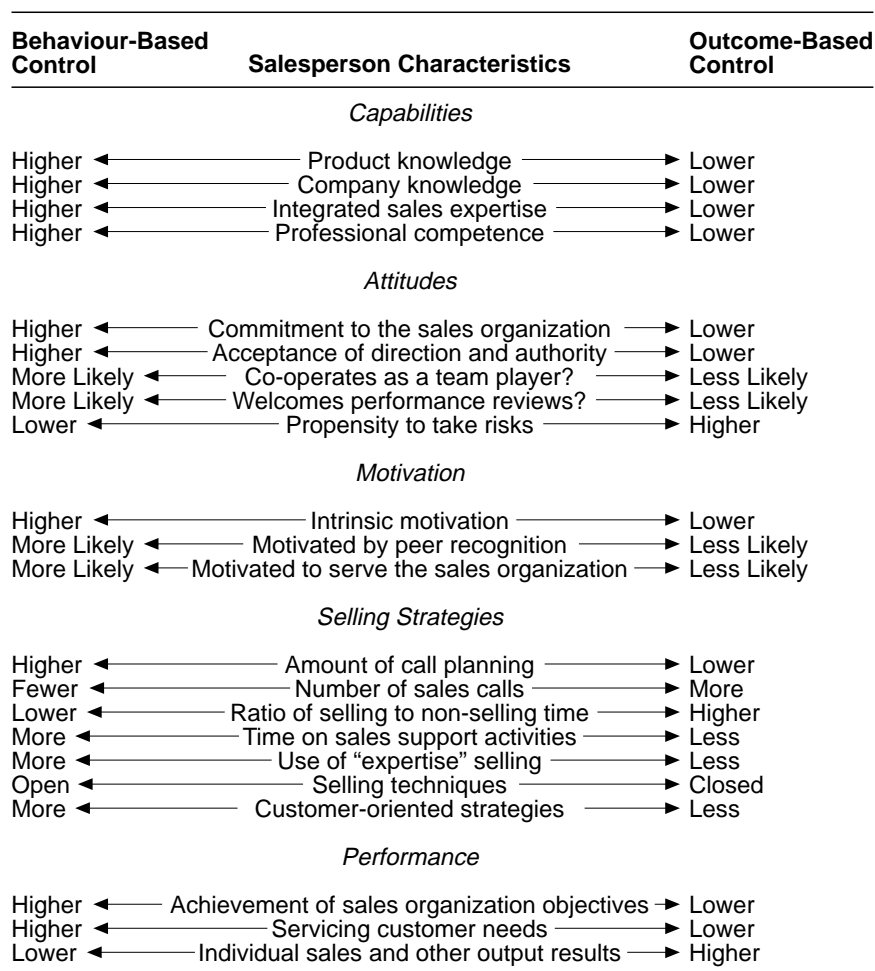 Behaviour-Based Control Salesperson Characteristics Outcome-Based Control
Capabilities
Higher Product knowledge Lower
Higher Company knowledge Lower
Higher Integrated sales expertise Lower
Higher Professional competence Lower
Attitudes
Higher Commitment to the sales organization Lower
Higher Acceptance of direction and authority Lower
More Likely Co-operates as a team player? Less Likely
More Likely Welcomes performance reviews? Less Likely
Lower Propensity to take risks Higher
Motivation
Higher Intrinsic motivation Lower
More Likely Motivated by peer recognition Less Likely
More Likely Motivated to serve the sales organization Less Likely
Selling Strategies
Higher Amount of call planning Lower
Fewer Number of sales calls More
Lower Ratio of selling to non-selling time Higher
More Time on sales support activities Less
More Use of “expertise” selling Less
Open Selling techniques Closed
More Customer-oriented strategies Less
Performance
Higher Achievement of sales organization objectives Lower
Higher Servicing customer needs Lower
Lower Individual sales and other output results Higher